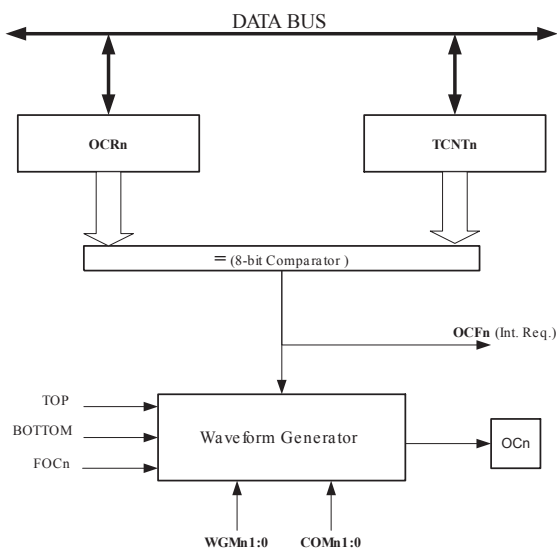 DATA BUS
OCRn
TCNTn
= (8-bit Comparator )
OCFn (Int. Req.)
TOP
BOTTOM
FOCn
Waveform Generator
OCn
WGMn1:0
COMn1:0